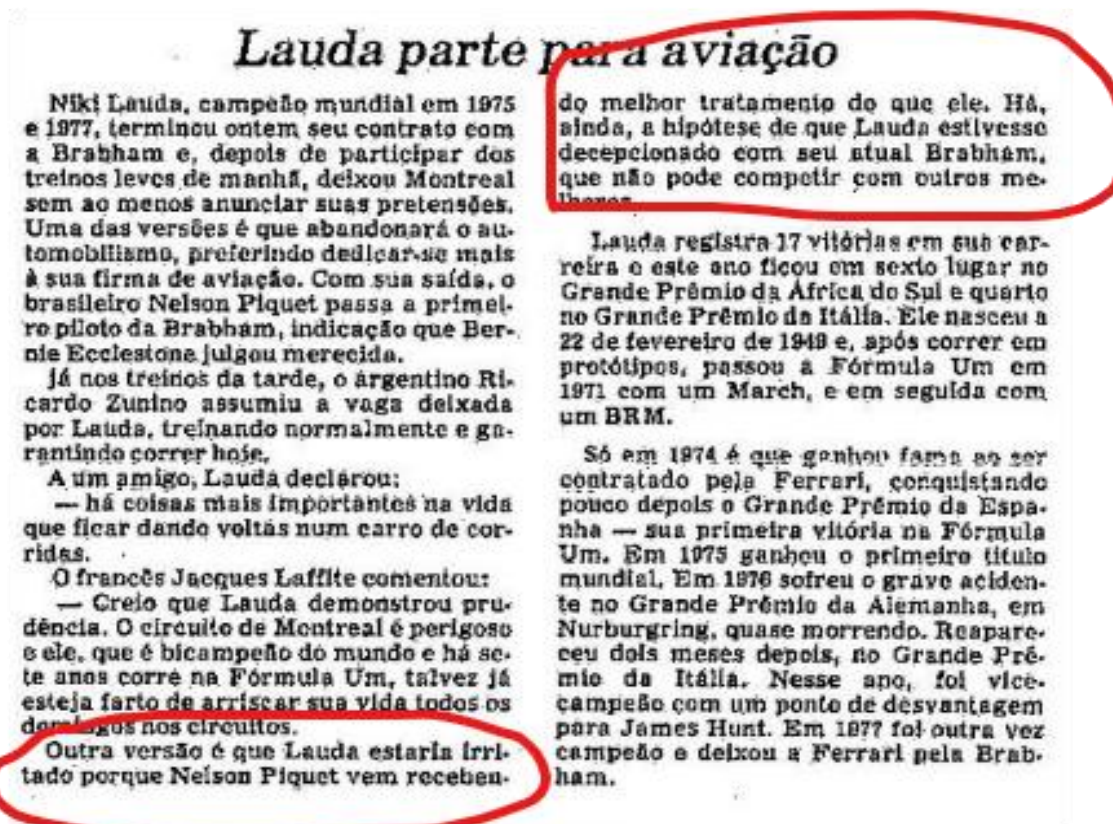 Lauda parte para aviação
Niki Lauda, campeão mundial em 1975
e 1977, terminou ontem seu contrato com
a Brabham e, depois de participar dos
treinos leves de manhã, deixou Montreal
sem ao menos anunciar suas pretensões.
Uma das versões é que abandonará o au-
tomobilismo, preferindo dedicar-se mais
à sua firma de aviação. Com sua saída, o
brasileiro Nelson Piquet passa a primei-
ro piloto da Brabham, indicação que Ber-
nie Ecclestone julgou merecida.
Já nos treinos da tarde, o argentino Ri-
cardo Zunino assumiu a vaga deixada
por Lauda, treinando normalmente e ga-
rantindo correr hoje.
A um amigo, Lauda declarou:
— há coisas mais importantes na vida
que ficar dando voltas num carro de cor-
ridas.
O francês Jacques Laffite comentou:
— Creio que Lauda demonstrou pru-
dência. O circuito de Montreal é perigoso
e ele, que é bicampeão do mundo e há se-
te anos corre na Fórmula Um, talvez já
esteja farto de arriscar sua vida todos os
domingos nos circuitos.
Outra versão é que Lauda estaria irri-
tado porque Nelson Piquet vem receben-
do melhor tratamento do que ele. Há,
ainda, a hipótese de que Lauda estivesse
decepcionado com seu atual Brabham,
que não pode competir com outros me-
lhores.
Lauda registra 17 vitórias em sua car-
reira e este ano ficou em sexto lugar no
Grande Prêmio da África do Sul e quarto
no Grande Prêmio da Itália. Ele nasceu a
22 de fevereiro de 1949 e, após correr em
protótipos, passou a Fórmula Um em
1971 com um March, e em seguida com
um BRM.
Só em 1974 é que ganhou fama ao ser
contratado pela Ferrari, conquistando
pouco depois o Grande Prêmio da Espa-
nha — sua primeira vitória na Fórmula
Um. Em 1975 ganhou o primeiro título
mundial. Em 1976 sofreu o grave aciden-
te no Grande Prêmio da Alemanha, em
Nurburgring, quase morrendo. Reapare-
ceu dois meses depois, no Grande Prê-
mio da Itália. Nesse ano, foi vice-
campeão com um ponto de desvantagem
para James Hunt. Em 1977 foi outra vez
campeão e deixou a Ferrari pela Brab-
ham.